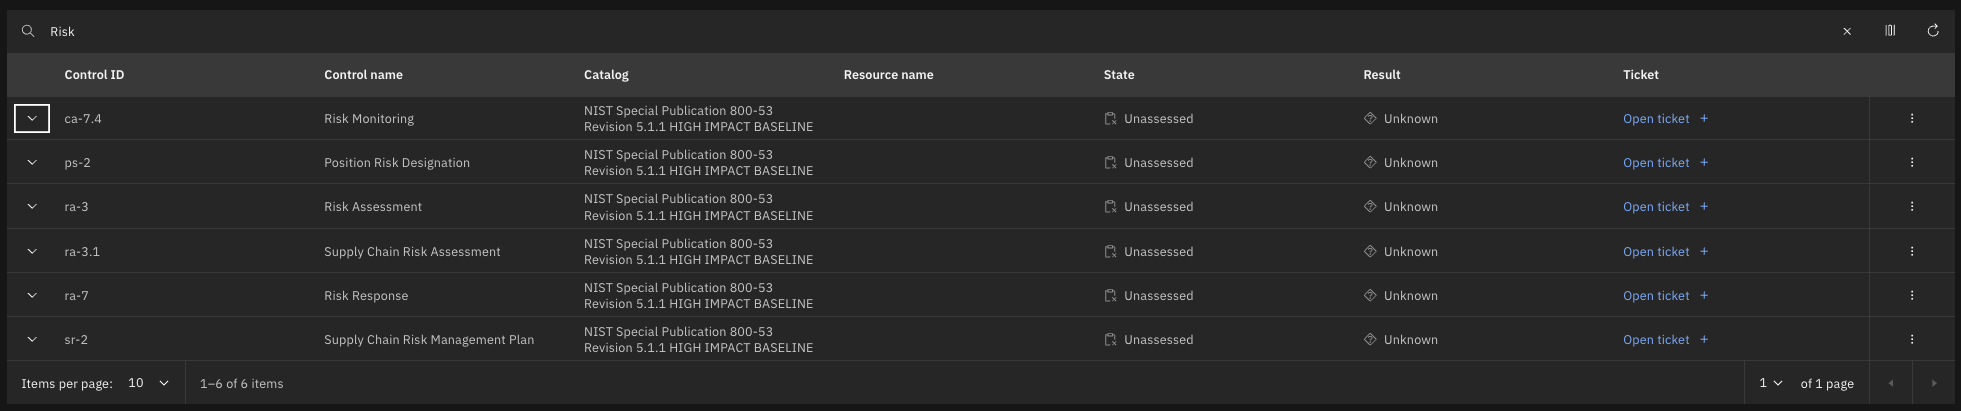 Risk
Control ID Control name Catalog Resource name State Result Ticket
ca-7.4 Risk Monitoring NIST Special Publication 800-53 Unassessed Unknown Open ticket +
Revision 5.1.1 HIGH IMPACT BASELINE
ps-2 Position Risk Designation NIST Special Publication 800-53 Unassessed Unknown Open ticket +
Revision 5.1.1 HIGH IMPACT BASELINE
ra-3 Risk Assessment NIST Special Publication 800-53 Unassessed Unknown Open ticket +
Revision 5.1.1 HIGH IMPACT BASELINE
ra-3.1 Supply Chain Risk Assessment NIST Special Publication 800-53 Unassessed Unknown Open ticket +
Revision 5.1.1 HIGH IMPACT BASELINE
ra-7 Risk Response NIST Special Publication 800-53 Unassessed Unknown Open ticket +
Revision 5.1.1 HIGH IMPACT BASELINE
sr-2 Supply Chain Risk Management Plan NIST Special Publication 800-53 Unassessed Unknown Open ticket +
Revision 5.1.1 HIGH IMPACT BASELINE
Items per page: 10 1–6 of 6 items 1 of 1 page